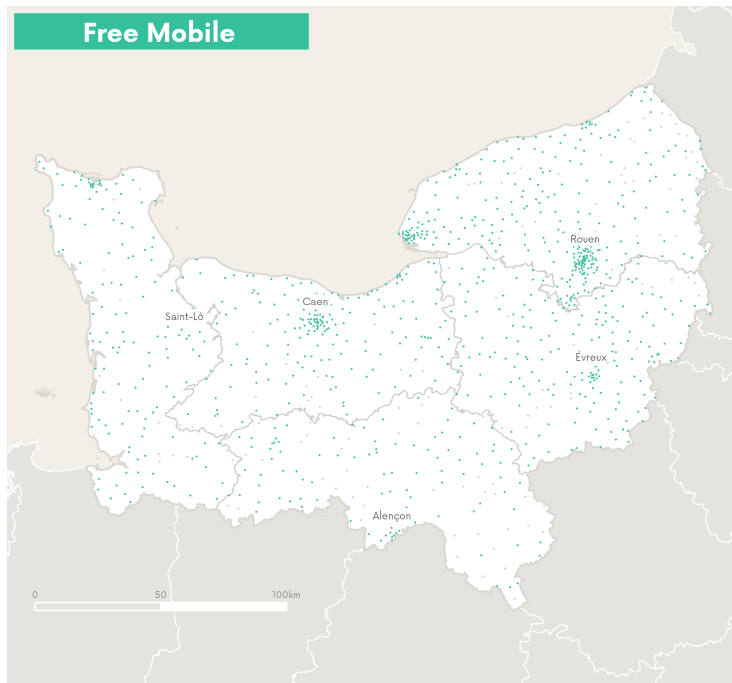 Free Mobile
Rouen
Caen
Saint-Lô
Évreux
Alençon
0 50 100km